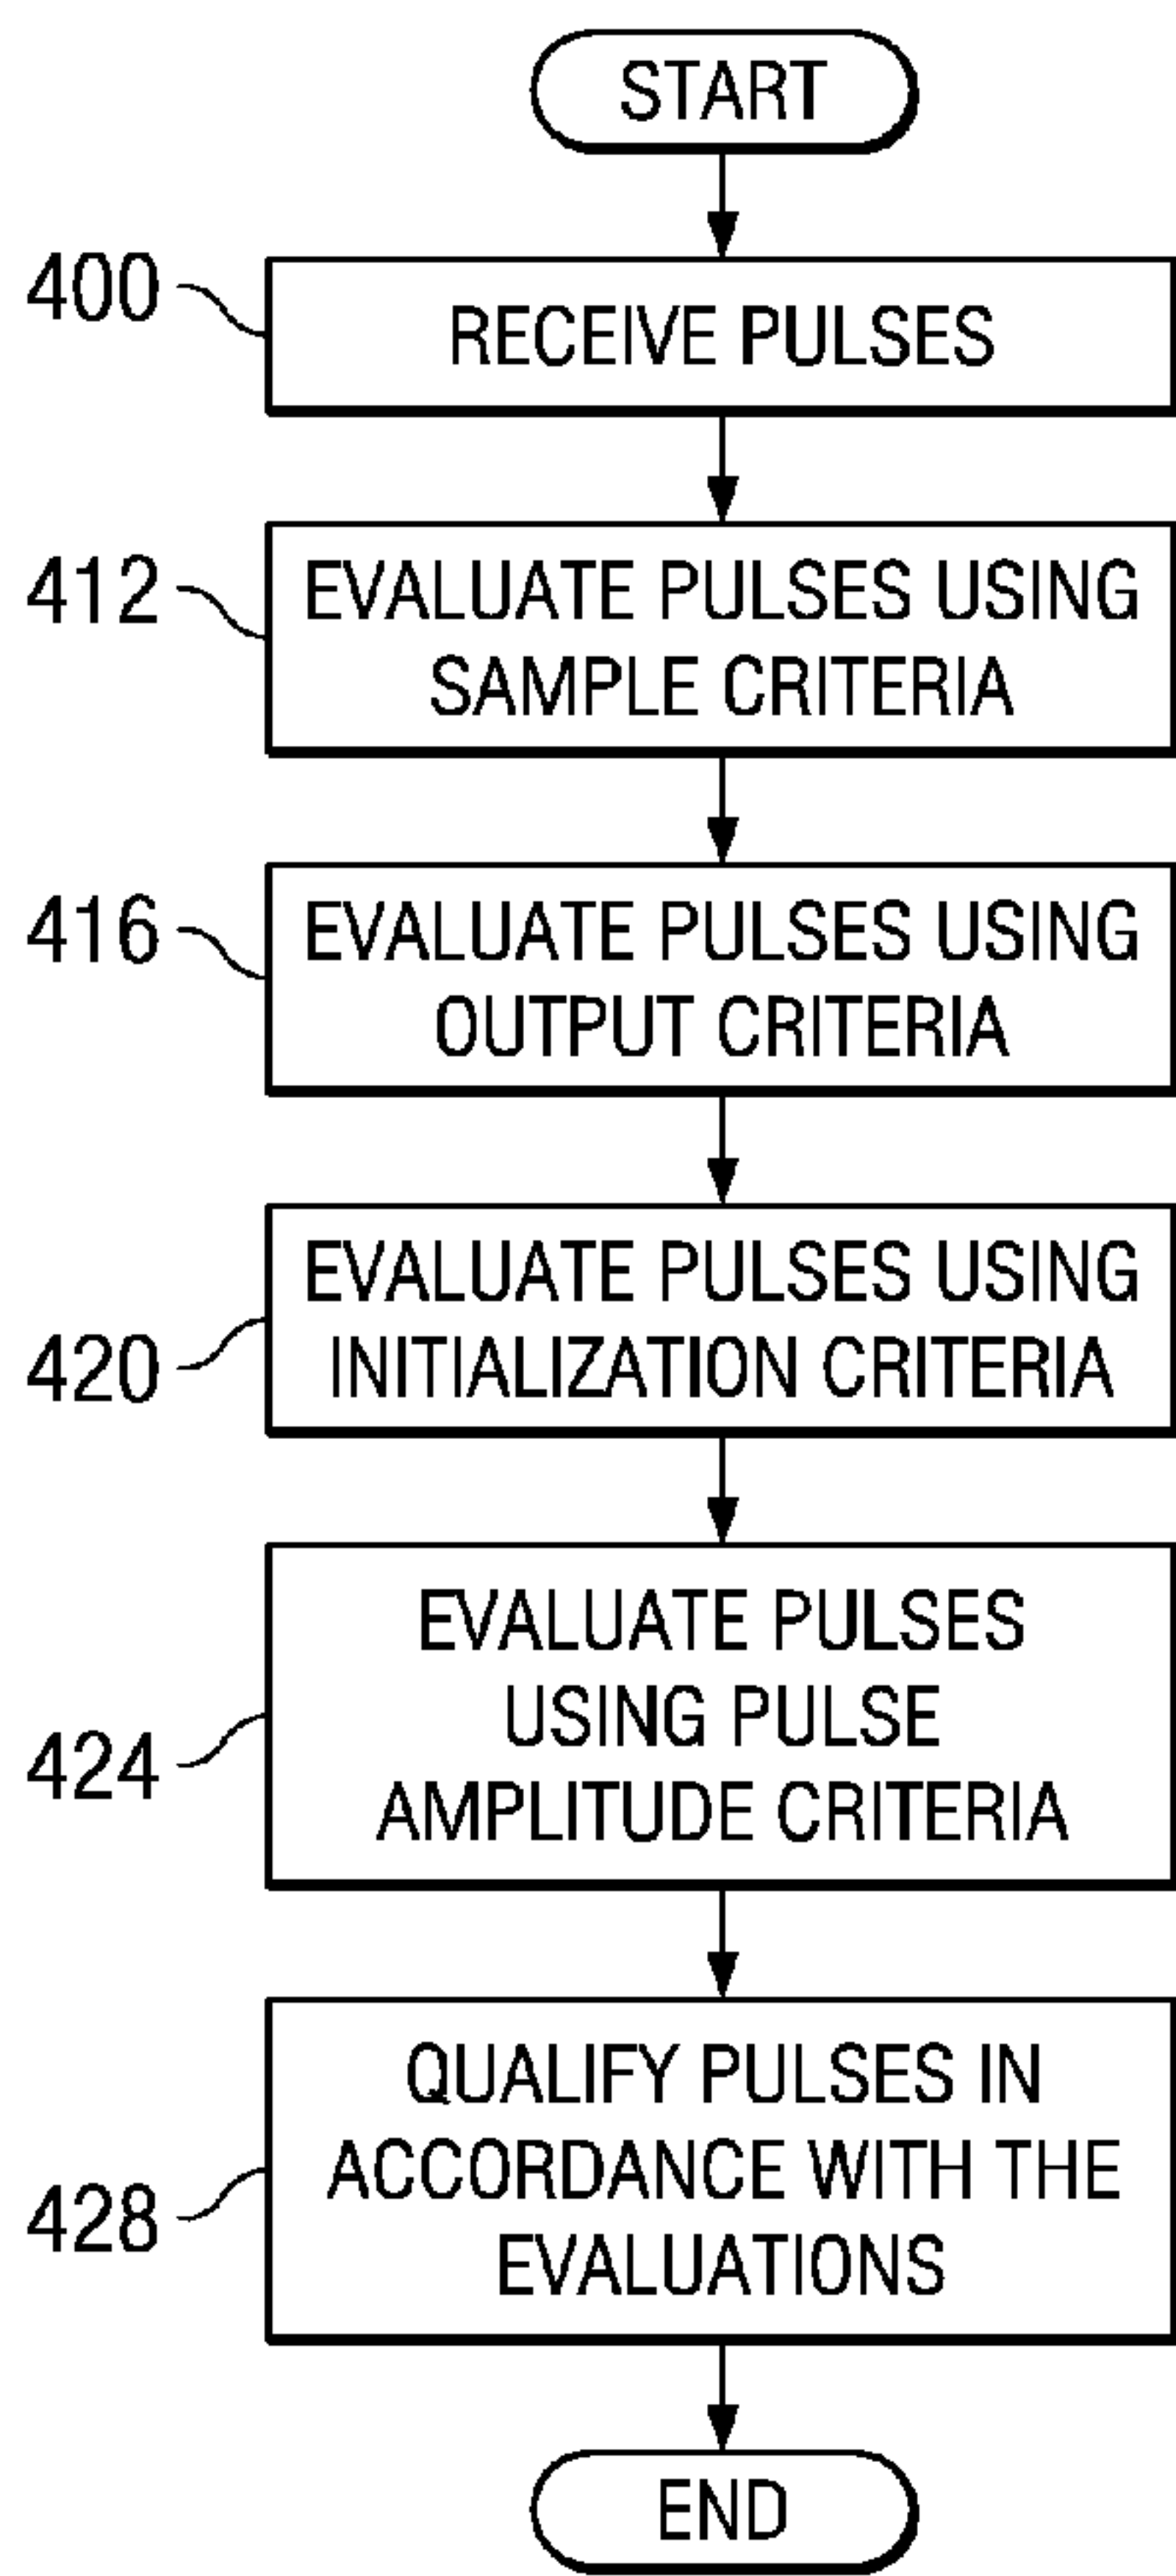 START
400
RECEIVE PULSES
412
EVALUATE PULSES USING
SAMPLE CRITERIA
416
EVALUATE PULSES USING
OUTPUT CRITERIA
420
EVALUATE PULSES USING
INITIALIZATION CRITERIA
424
EVALUATE PULSES
USING PULSE
AMPLITUDE CRITERIA
428
QUALIFY PULSES IN
ACCORDANCE WITH THE
EVALUATIONS
END